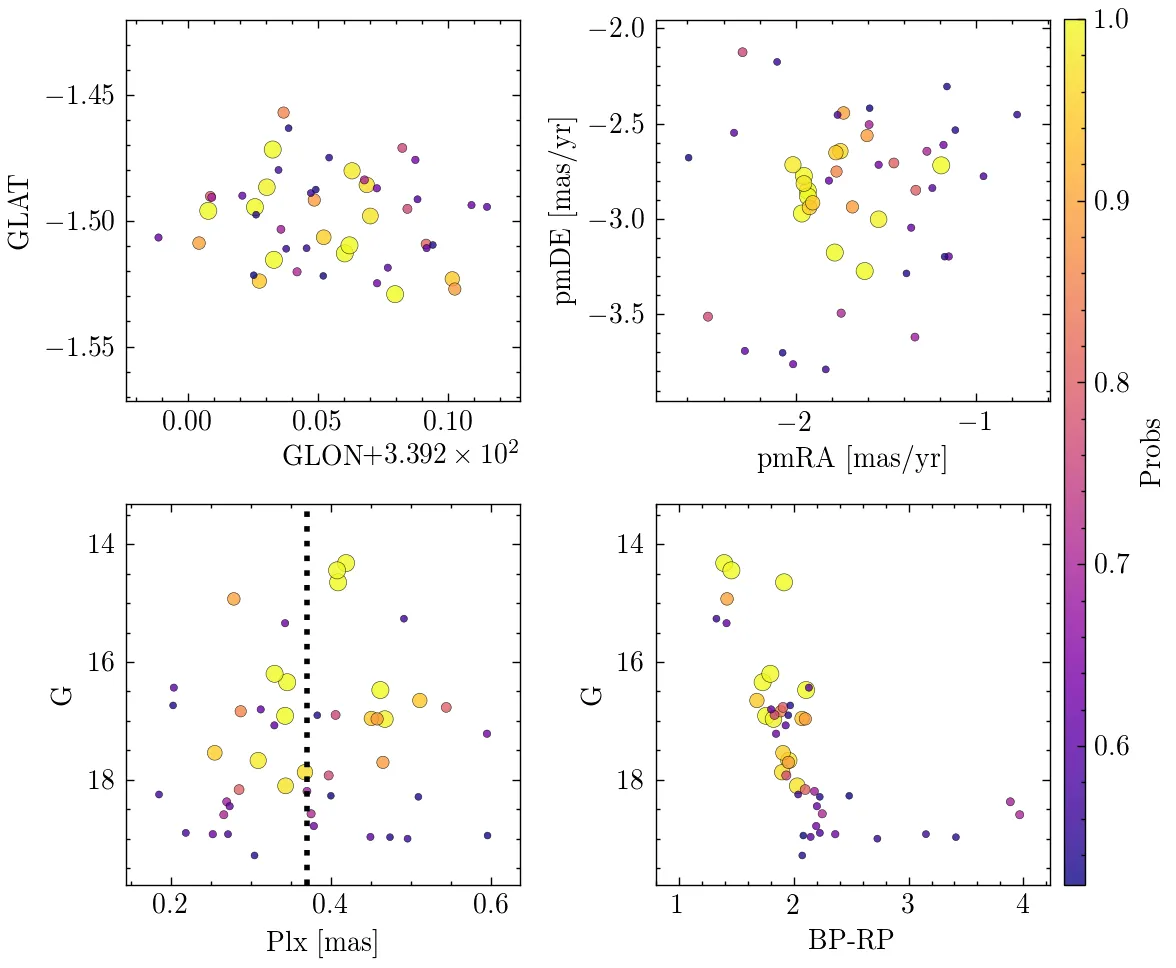 −1.45
−1.50
−1.55
GLAT
0.00 0.05 0.10
GLON+3.392 × 10²
−2.0
−2.5
−3.0
−3.5
pmDE [mas/yr]
−2 −1
pmRA [mas/yr]
14
16
18
G
0.2 0.4 0.6
Plx [mas]
14
16
18
G
1 2 3 4
BP-RP
1.0
0.9
0.8
0.7
0.6
Probs